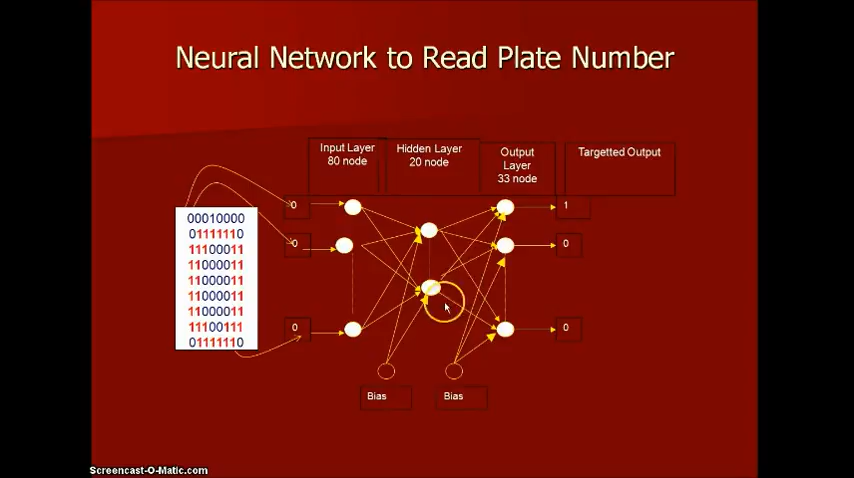 Neural Network to Read Plate Number
Input Layer
80 node
Hidden Layer
20 node
Output
Layer
33 node
Targetted Output
0
1
0
0
0
0
00010000
01111110
11100011
11000011
11000011
11000011
11000011
11100111
01111110
Bias
Bias
Screencast-O-Matic.com